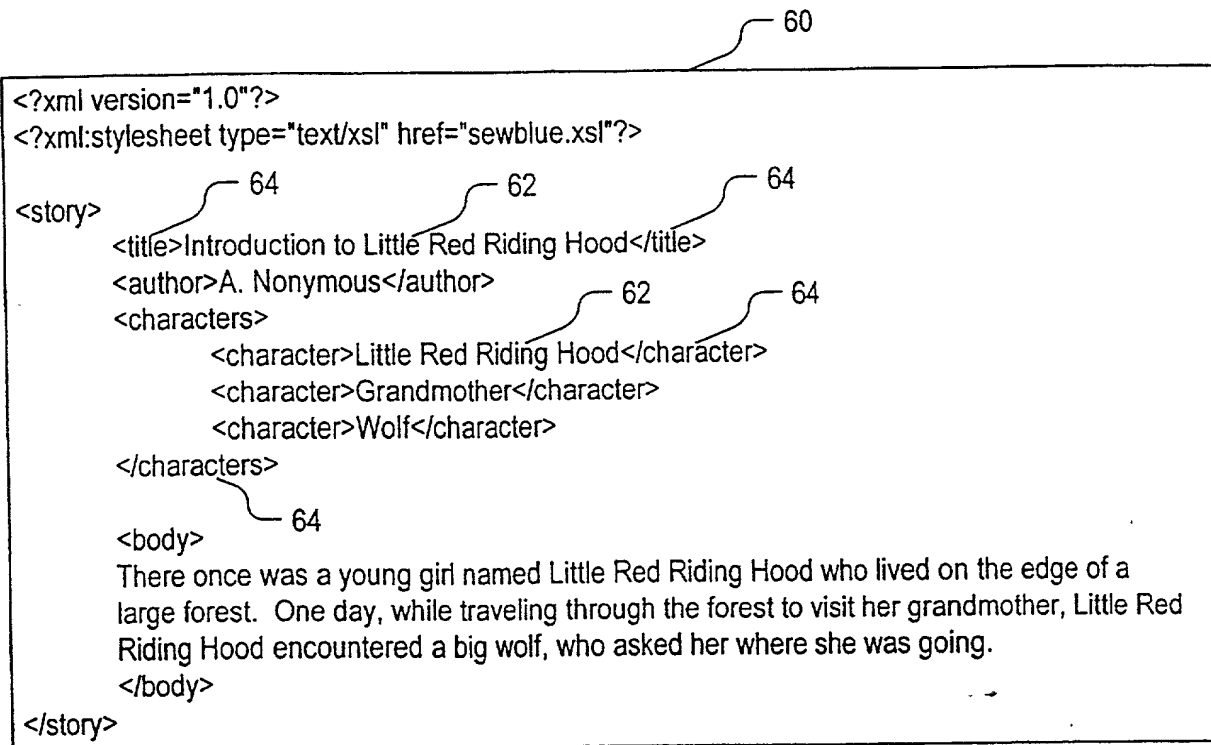 60
<?xml version="1.0"?>
<?xml:stylesheet type="text/xsl" href="sewblue.xsl"?>
64 62 64
<story>
<title>Introduction to Little Red Riding Hood</title>
<author>A. Nonymous</author>
62 64
<characters>
<character>Little Red Riding Hood</character>
<character>Grandmother</character>
<character>Wolf</character>
</characters>
64
<body>
There once was a young girl named Little Red Riding Hood who lived on the edge of a
large forest. One day, while traveling through the forest to visit her grandmother, Little Red
Riding Hood encountered a big wolf, who asked her where she was going.
</body>
</story>